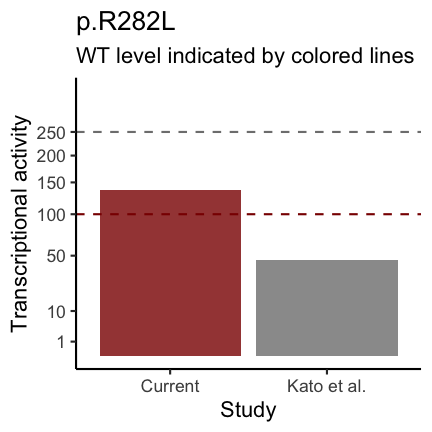 p.R282L
WT level indicated by colored lines
Transcriptional activity
250
200
150
100
50
10
1
Current
Kato et al.
Study